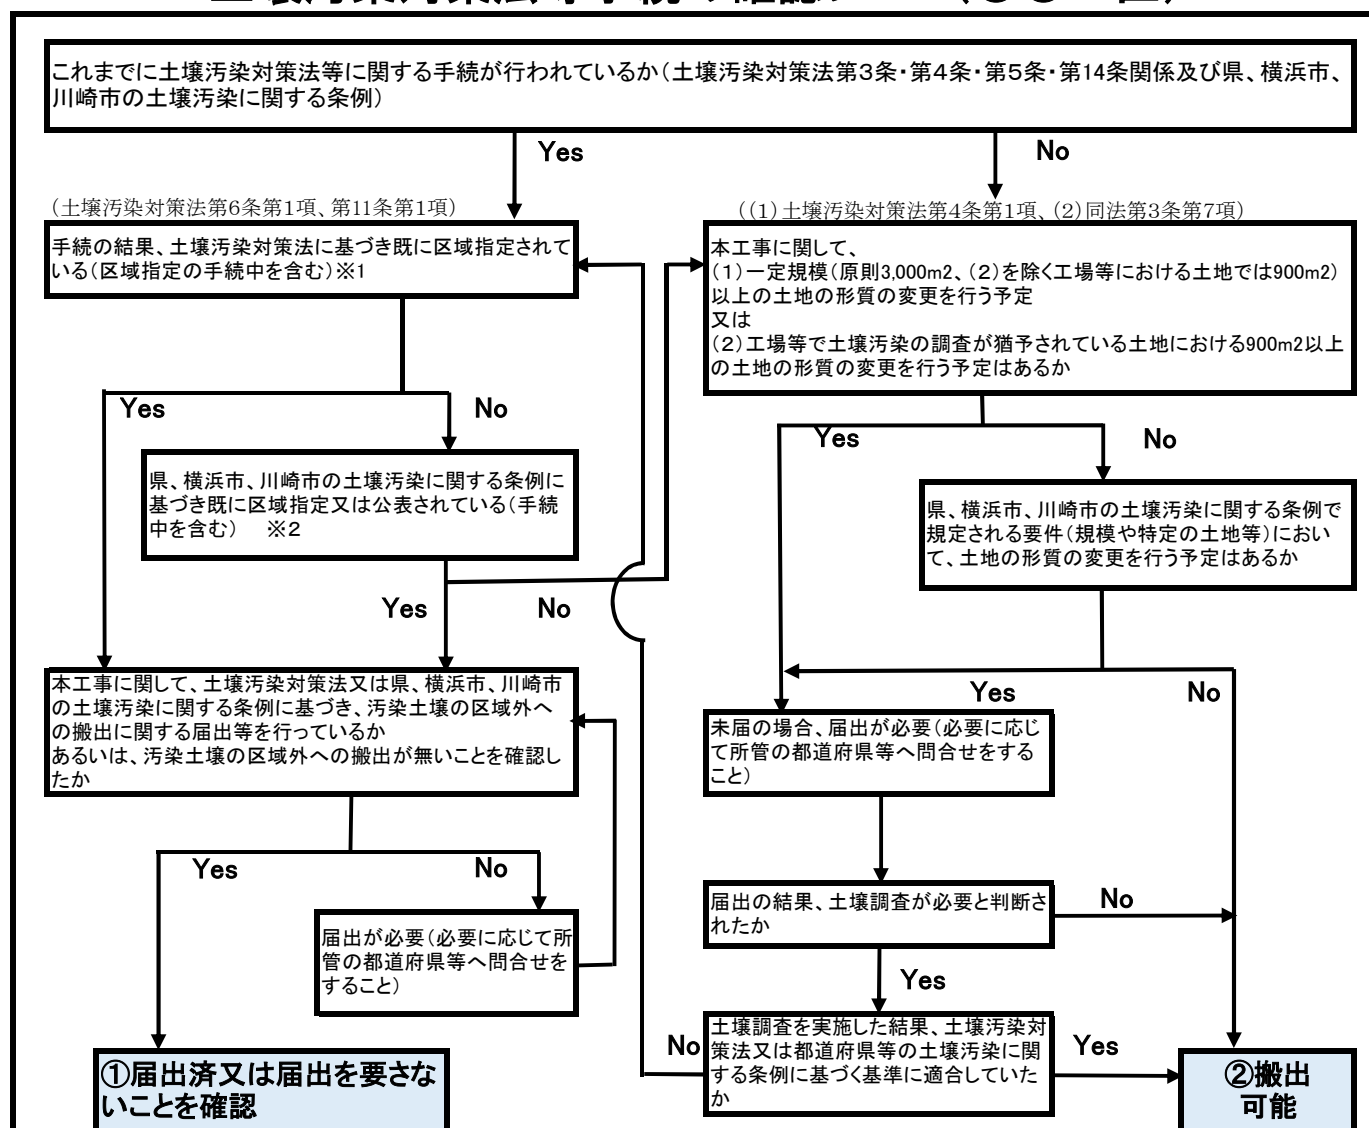 これまでに土壌汚染対策法等に関する手続が行われているか（土壌汚染対策法第3条・第4条・第5条・第14条関係及び県、横浜市、
川崎市の土壌汚染に関する条例）
Yes
No
（土壌汚染対策法第6条第1項、第11条第1項）
手続の結果、土壌汚染対策法に基づき既に区域指定されて
いる（区域指定の手続中を含む）※1
（（1）土壌汚染対策法第4条第1項、（2）同法第3条第7項）
本工事に関して、
（1）一定規模（原則3,000m2、（2）を除く工場等における土地では900m2）
以上の土地の形質の変更を行う予定
又は
（2）工場等で土壌汚染の調査が猶予されている土地における900m2以上
の土地の形質の変更を行う予定はあるか
Yes
No
Yes
No
県、横浜市、川崎市の土壌汚染に関する条例に
基づき既に区域指定又は公表されている（手続
中を含む）　※2
県、横浜市、川崎市の土壌汚染に関する条例で
規定される要件（規模や特定の土地等）におい
て、土地の形質の変更を行う予定はあるか
Yes
No
Yes
No
本工事に関して、土壌汚染対策法又は県、横浜市、川崎市
の土壌汚染に関する条例に基づき、汚染土壌の区域外へ
の搬出に関する届出等を行っているか
あるいは、汚染土壌の区域外への搬出が無いことを確認し
たか
未届の場合、届出が必要（必要に応じ
て所管の都道府県等へ問合せをする
こと）
Yes
No
届出が必要（必要に応じて所
管の都道府県等へ問合せを
すること）
届出の結果、土壌調査が必要と判断さ
れたか
No
Yes
土壌調査を実施した結果、土壌汚染対
策法又は都道府県等の土壌汚染に関
する条例に基づく基準に適合していた
か
No
Yes
①届出済又は届出を要さな
いことを確認
②搬出
可能